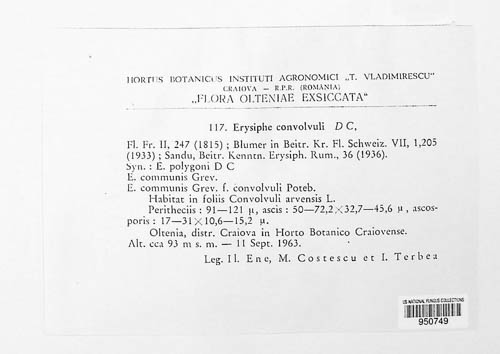 HORTUS BOTANICUS INSTITUTI AGRONOMICI „T. VLADIMIRESCU"
CRAIOVA — R.P.R. (ROMANIA)
„FLORA OLTENIAE EXSICCATA"
117. Erysiphe convolvuli D C,
Fl. Fr. II, 247 (1815) ; Blumer in Beitr. Kr. Fl. Schweiz. VII, 1,205
(1933) ; Sandu, Beitr. Kenntn. Erysiph. Rum., 36 (1936).
Syn. : E. polygoni D C
E. communis Grev.
E. communis Grev. f. convolvuli Poteb.
Habitat in foliis Convolvuli arvensis L.
Peritheciis : 91—121 μ, ascis : 50—72,2×32,7—45,6 μ, ascos-
poris : 17—31×10,6—15,2 μ.
Oltenia, distr. Craiova in Horto Botanico Craiovense.
Alt. cca 93 m s. m. — 11 Sept. 1963.
Leg. Il. Ene, M. Costescu et I. Terbea
US NATIONAL FUNGUS COLLECTIONS
950749